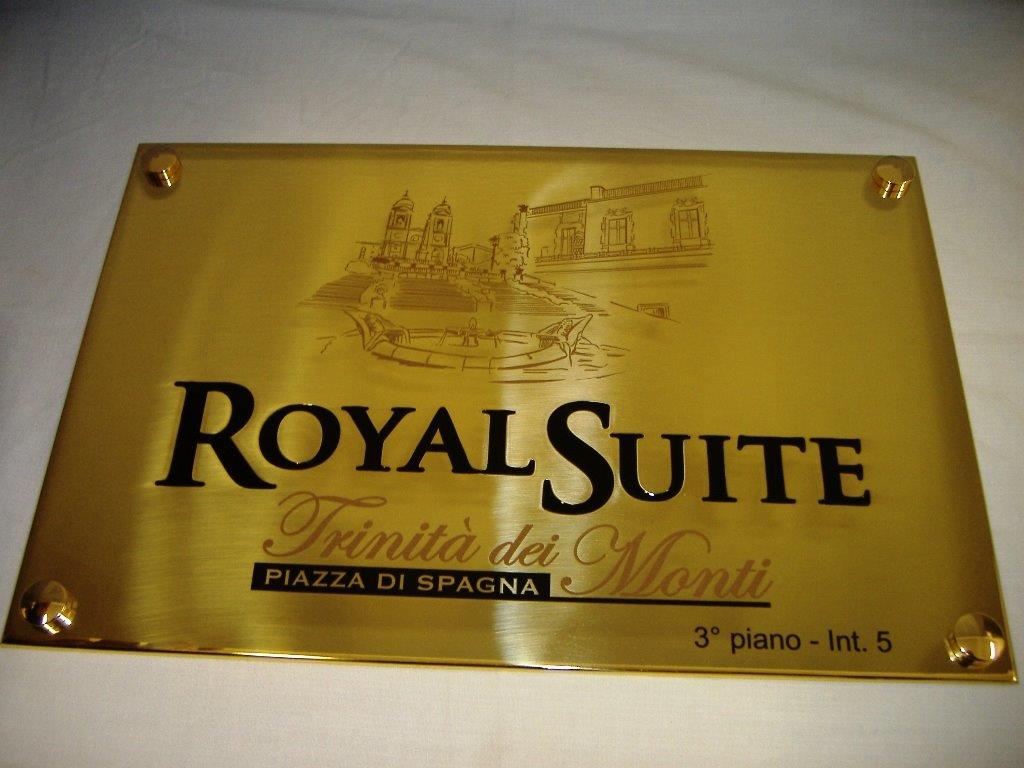 ROYAL SUITE
Trinità dei Monti
PIAZZA DI SPAGNA
3° piano - Int. 5